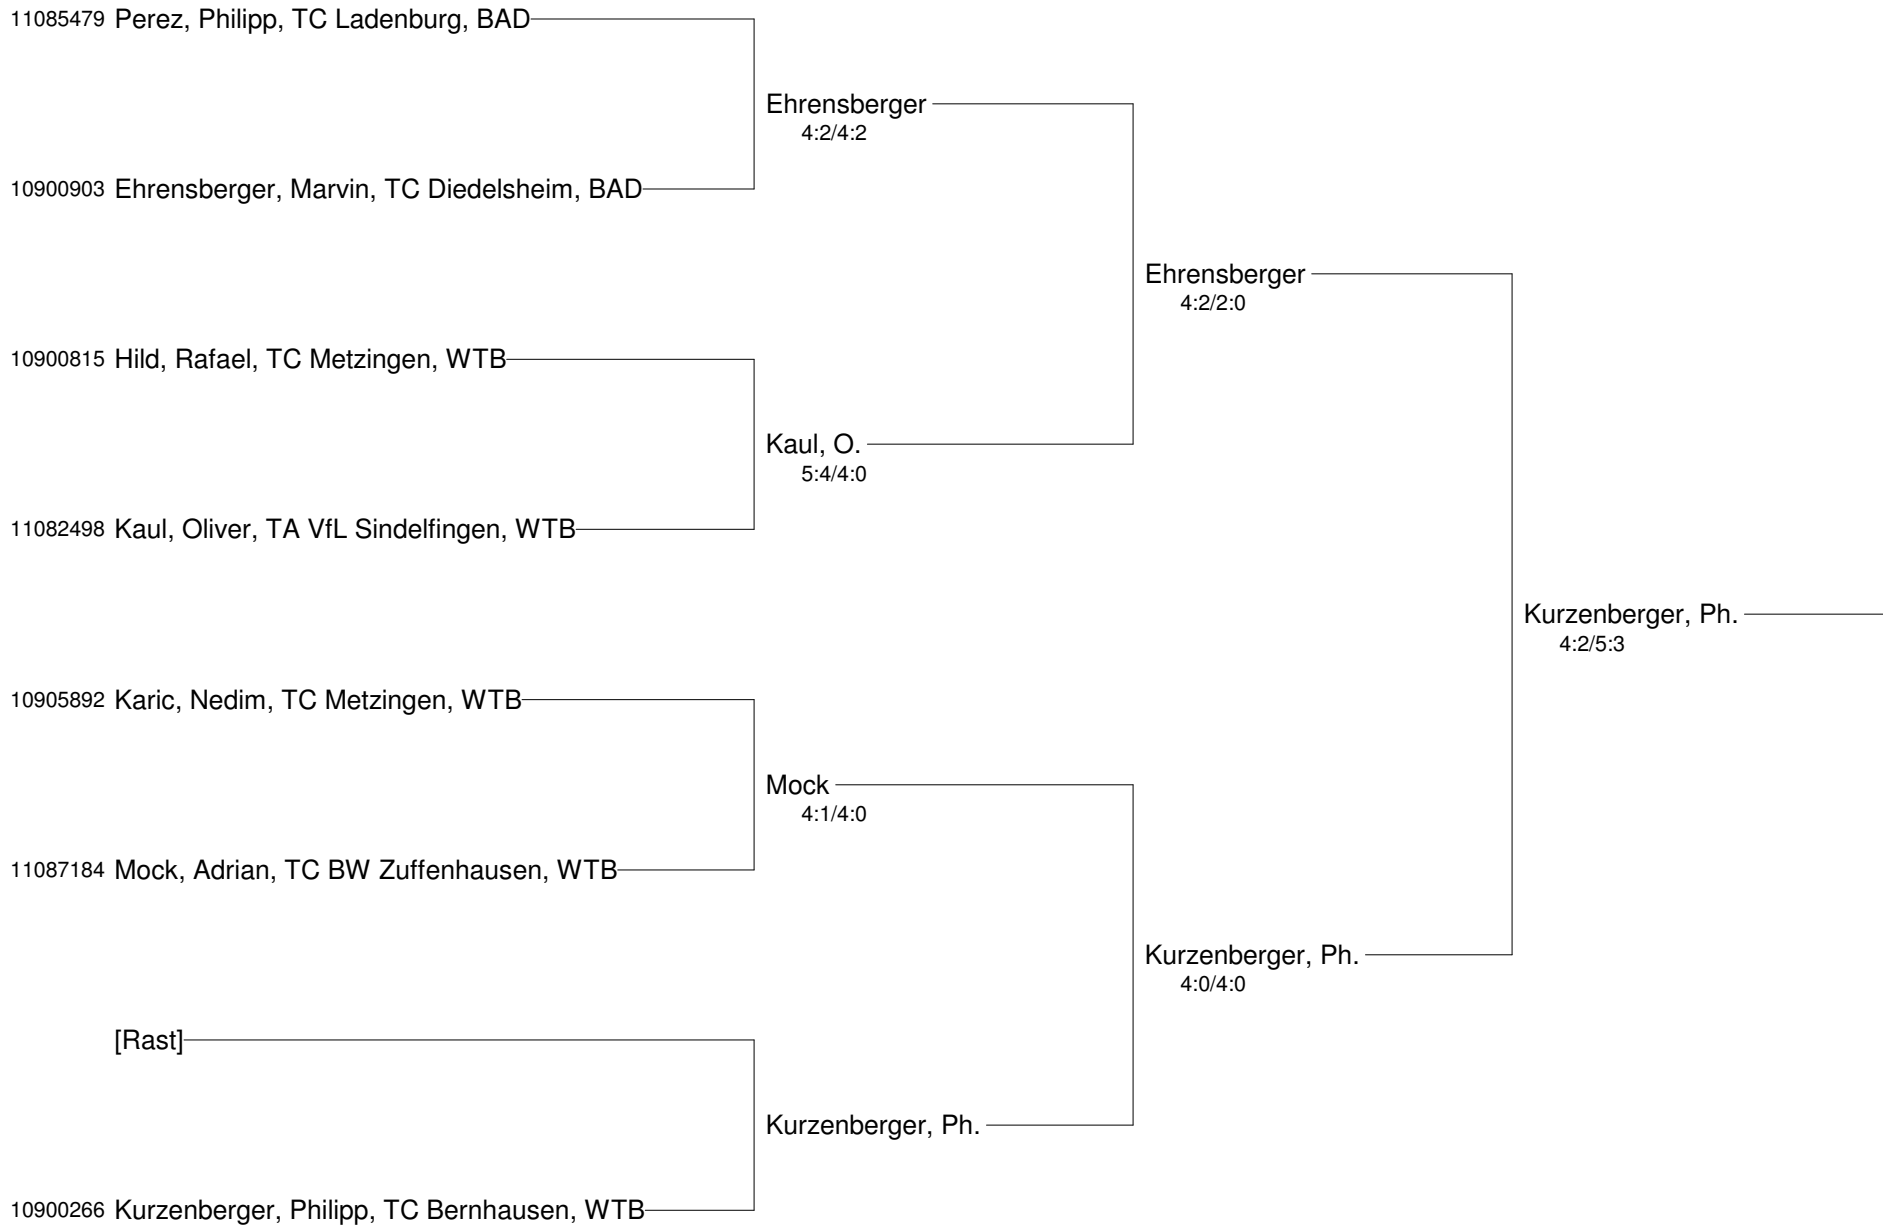 11085479 Perez, Philipp, TC Ladenburg, BAD
Ehrensberger
4:2/4:2
10900903 Ehrensberger, Marvin, TC Diedelsheim, BAD
Ehrensberger
4:2/2:0
10900815 Hild, Rafael, TC Metzingen, WTB
Kaul, O.
5:4/4:0
11082498 Kaul, Oliver, TA VfL Sindelfingen, WTB
Kurzenberger, Ph.
4:2/5:3
10905892 Karic, Nedim, TC Metzingen, WTB
Mock
4:1/4:0
11087184 Mock, Adrian, TC BW Zuffenhausen, WTB
Kurzenberger, Ph.
4:0/4:0
[Rast]
Kurzenberger, Ph.
10900266 Kurzenberger, Philipp, TC Bernhausen, WTB